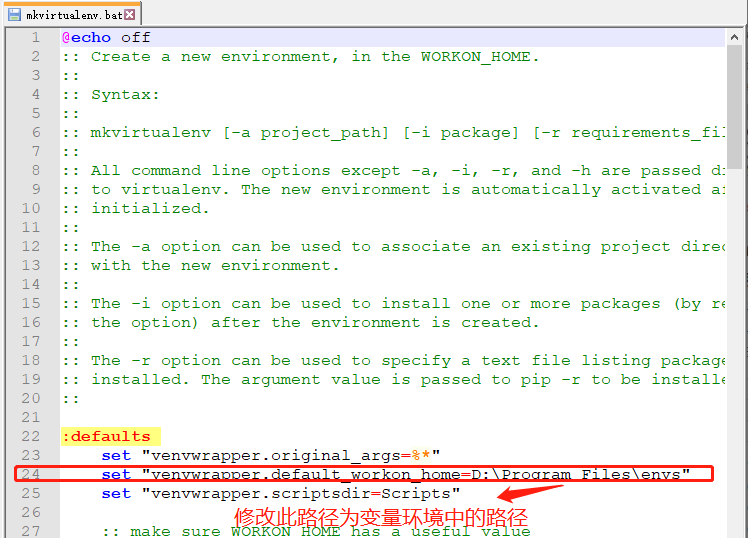 mkvirtualenv.bat
1 @echo off
2 :: Create a new environment, in the WORKON_HOME.
3 ::
4 :: Syntax:
5 ::
6 :: mkvirtualenv [-a project_path] [-i package] [-r requirements_fil
7 ::
8 :: All command line options except -a, -i, -r, and -h are passed di
9 :: to virtualenv. The new environment is automatically activated a
10 :: initialized.
11 ::
12 :: The -a option can be used to associate an existing project direc
13 :: with the new environment.
14 ::
15 :: The -i option can be used to install one or more packages (by re
16 :: the option) after the environment is created.
17 ::
18 :: The -r option can be used to specify a text file listing package
19 :: installed. The argument value is passed to pip -r to be installe
20 ::
21
22 :defaults
23 set "venvwrapper.original_args=%*"
24 set "venvwrapper.default_workon_home=D:\Program Files\envs"
25 set "venvwrapper.scriptsdir=Scripts"
26 修改此路径为变量环境中的路径
27 :: make sure WORKON_HOME has a useful value